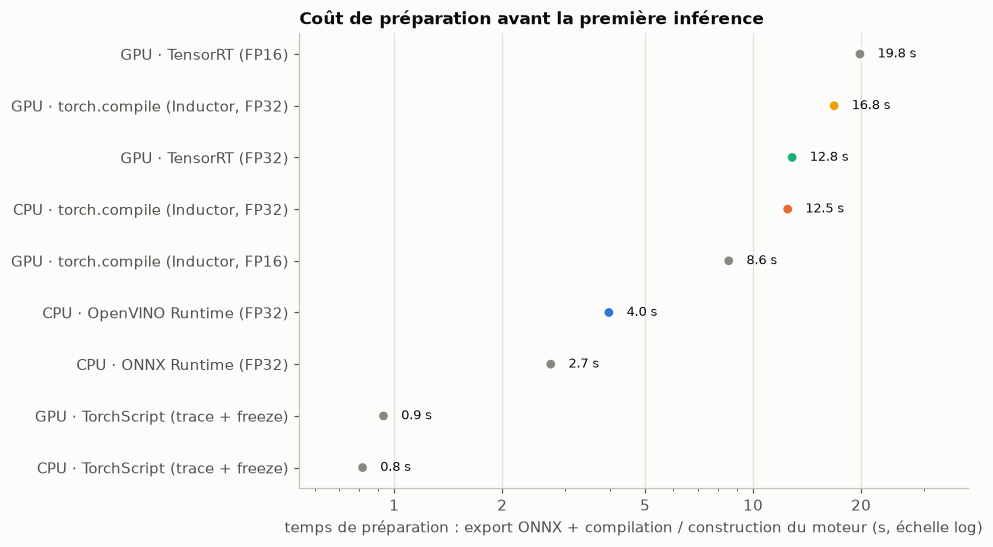 Coût de préparation avant la première inférence
GPU · TensorRT (FP16) 19.8 s
GPU · torch.compile (Inductor, FP32) 16.8 s
GPU · TensorRT (FP32) 12.8 s
CPU · torch.compile (Inductor, FP32) 12.5 s
GPU · torch.compile (Inductor, FP16) 8.6 s
CPU · OpenVINO Runtime (FP32) 4.0 s
CPU · ONNX Runtime (FP32) 2.7 s
GPU · TorchScript (trace + freeze) 0.9 s
CPU · TorchScript (trace + freeze) 0.8 s
1 2 5 10 20
temps de préparation : export ONNX + compilation / construction du moteur (s, échelle log)